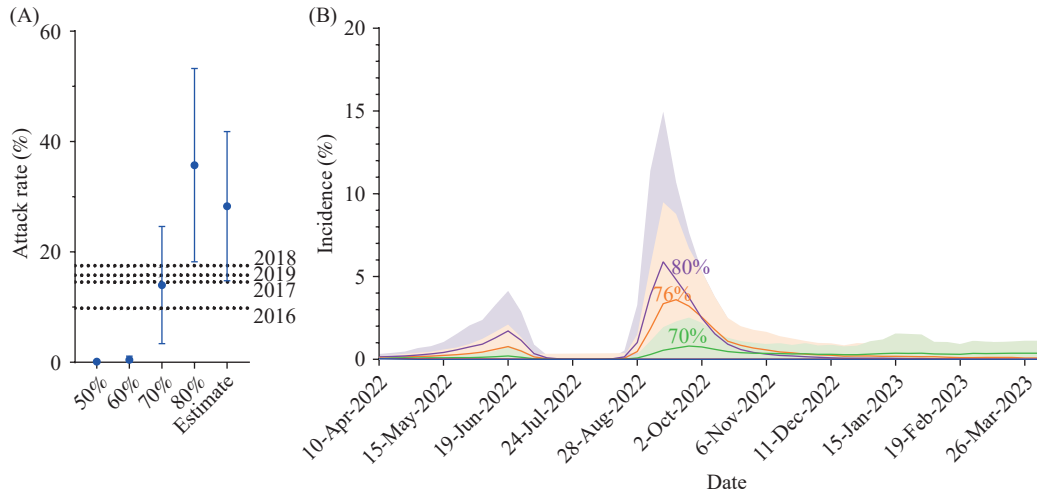 (A)
Attack rate (%)
60
40
20
0
2018
2019
2017
2016
50%
60%
70%
80%
Estimate
(B)
Incidence (%)
20
15
10
5
0
80%
76%
70%
10-Apr-2022
15-May-2022
19-Jun-2022
24-Jul-2022
28-Aug-2022
2-Oct-2022
6-Nov-2022
11-Dec-2022
15-Jan-2023
19-Feb-2023
26-Mar-2023
Date